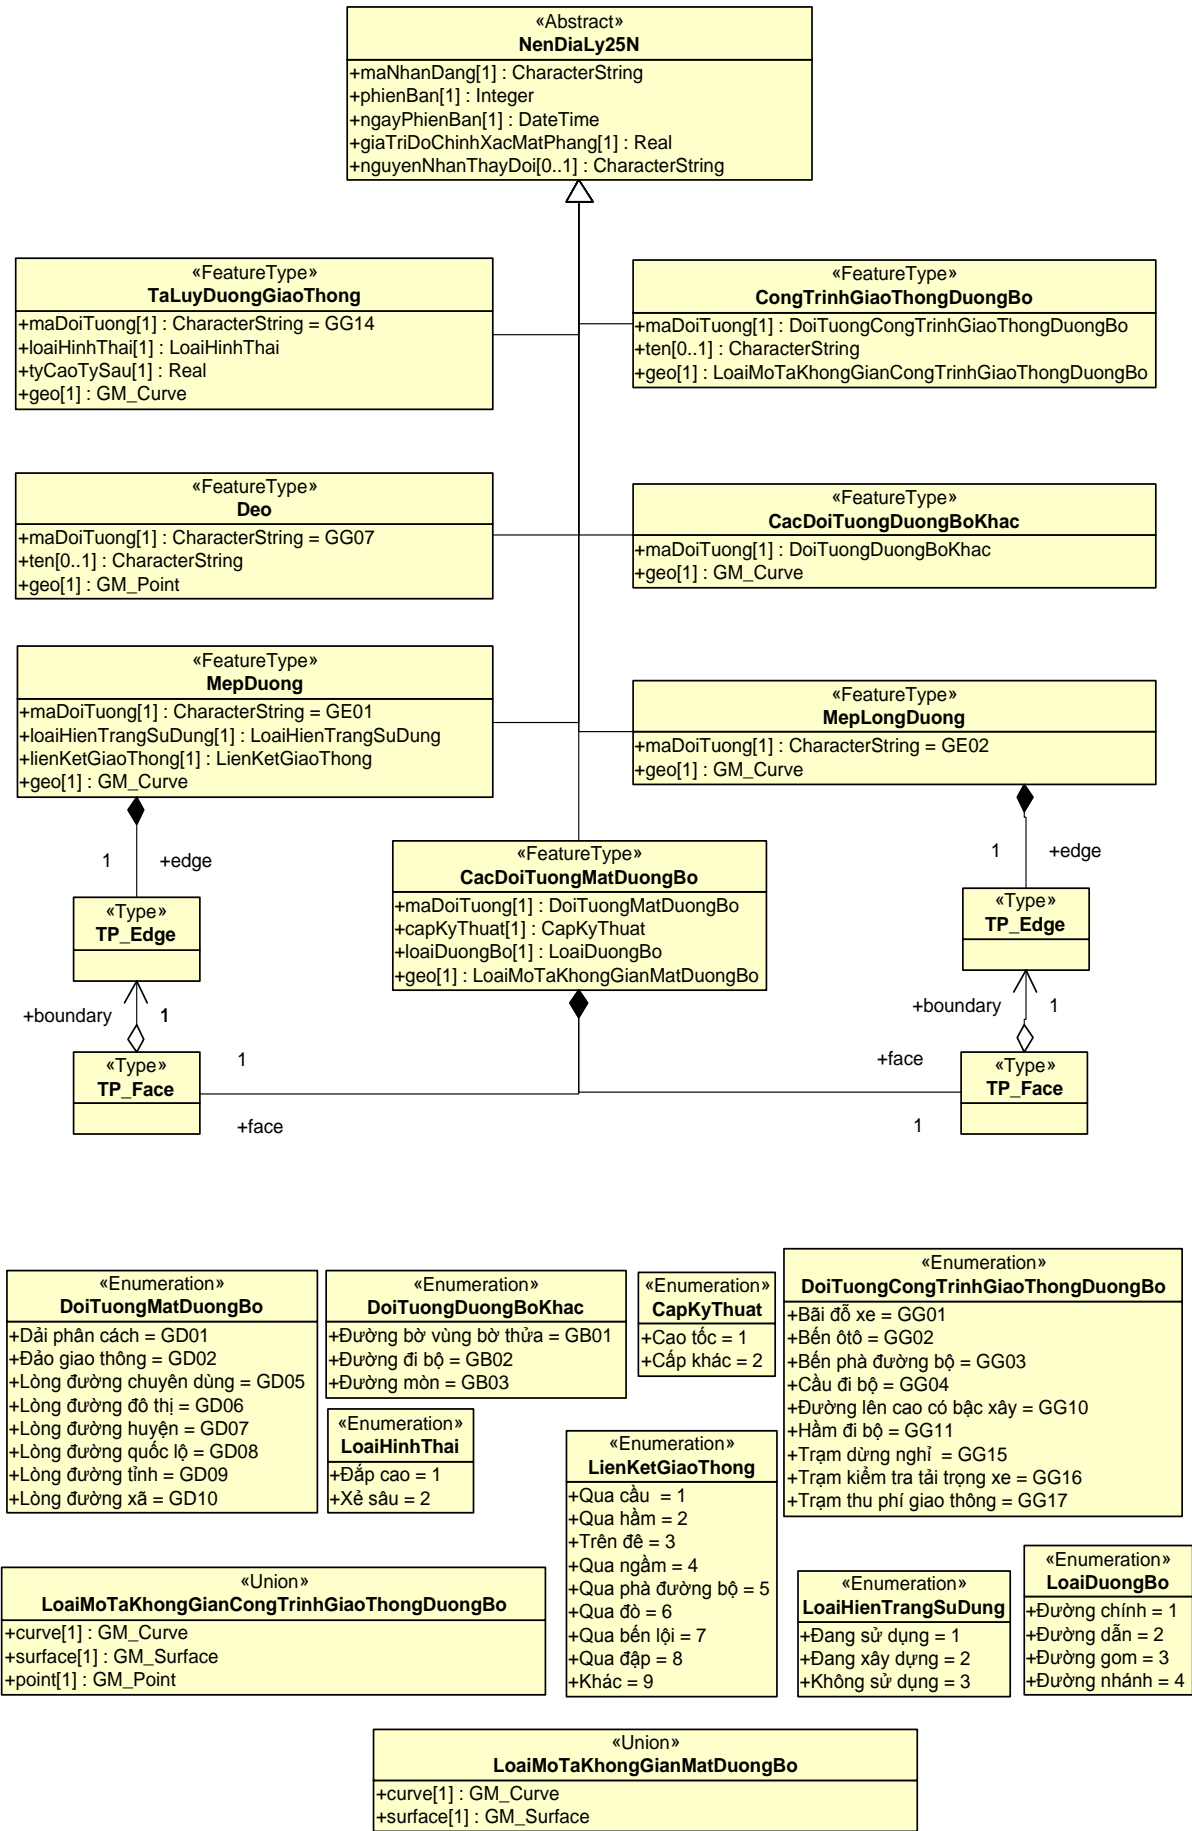 «Abstract»
NenDiaLy25N
+maNhanDang[1] : CharacterString
+phienBan[1] : Integer
+ngayPhienBan[1] : DateTime
+giaTriDoChinhXacMatPhang[1] : Real
+nguyenNhanThayDoi[0..1] : CharacterString
«FeatureType»
TaLuyDuongGiaoThong
+maDoiTuong[1] : CharacterString = GG14
+loaiHinhThai[1] : LoaiHinhThai
+tyCaoTySau[1] : Real
+geo[1] : GM_Curve
«FeatureType»
CongTrinhGiaoThongDuongBo
+maDoiTuong[1] : DoiTuongCongTrinhGiaoThongDuongBo
+ten[0..1] : CharacterString
+geo[1] : LoaiMoTaKhongGianCongTrinhGiaoThongDuongBo
«FeatureType»
Deo
+maDoiTuong[1] : CharacterString = GG07
+ten[0..1] : CharacterString
+geo[1] : GM_Point
«FeatureType»
CacDoiTuongDuongBoKhac
+maDoiTuong[1] : DoiTuongDuongBoKhac
+geo[1] : GM_Curve
«FeatureType»
MepDuong
+maDoiTuong[1] : CharacterString = GE01
+loaiHienTrangSuDung[1] : LoaiHienTrangSuDung
+lienKetGiaoThong[1] : LienKetGiaoThong
+geo[1] : GM_Curve
«FeatureType»
MepLongDuong
+maDoiTuong[1] : CharacterString = GE02
+geo[1] : GM_Curve
1 +edge
«FeatureType»
CacDoiTuongMatDuongBo
+maDoiTuong[1] : DoiTuongMatDuongBo
+capKyThuat[1] : CapKyThuat
+loaiDuongBo[1] : LoaiDuongBo
+geo[1] : LoaiMoTaKhongGianMatDuongBo
1 +edge
«Type»
TP_Edge
«Type»
TP_Edge
+boundary 1
+boundary 1
«Type»
TP_Face
1
+face
+face
1
«Type»
TP_Face
«Enumeration»
DoiTuongMatDuongBo
+Dải phân cách = GD01
+Đảo giao thông = GD02
+Lòng đường chuyên dùng = GD05
+Lòng đường đô thị = GD06
+Lòng đường huyện = GD07
+Lòng đường quốc lộ = GD08
+Lòng đường tỉnh = GD09
+Lòng đường xã = GD10
«Enumeration»
DoiTuongDuongBoKhac
+Đường bờ vùng bờ thửa = GB01
+Đường đi bộ = GB02
+Đường mòn = GB03
«Enumeration»
CapKyThuat
+Cao tốc = 1
+Cấp khác = 2
«Enumeration»
DoiTuongCongTrinhGiaoThongDuongBo
+Bãi đỗ xe = GG01
+Bến ôtô = GG02
+Bến phà đường bộ = GG03
+Cầu đi bộ = GG04
+Đường lên cao có bậc xây = GG10
+Hầm đi bộ = GG11
+Trạm dừng nghỉ  = GG15
+Trạm kiểm tra tải trọng xe = GG16
+Trạm thu phí giao thông = GG17
«Enumeration»
LoaiHinhThai
+Đắp cao = 1
+Xẻ sâu = 2
«Enumeration»
LienKetGiaoThong
+Qua cầu  = 1
+Qua hầm = 2
+Trên đê = 3
+Qua ngầm = 4
+Qua phà đường bộ = 5
+Qua đò = 6
+Qua bến lội = 7
+Qua đập = 8
+Khác = 9
«Enumeration»
LoaiHienTrangSuDung
+Đang sử dụng = 1
+Đang xây dựng = 2
+Không sử dụng = 3
«Enumeration»
LoaiDuongBo
+Đường chính = 1
+Đường dẫn = 2
+Đường gom = 3
+Đường nhánh = 4
«Union»
LoaiMoTaKhongGianCongTrinhGiaoThongDuongBo
+curve[1] : GM_Curve
+surface[1] : GM_Surface
+point[1] : GM_Point
«Union»
LoaiMoTaKhongGianMatDuongBo
+curve[1] : GM_Curve
+surface[1] : GM_Surface